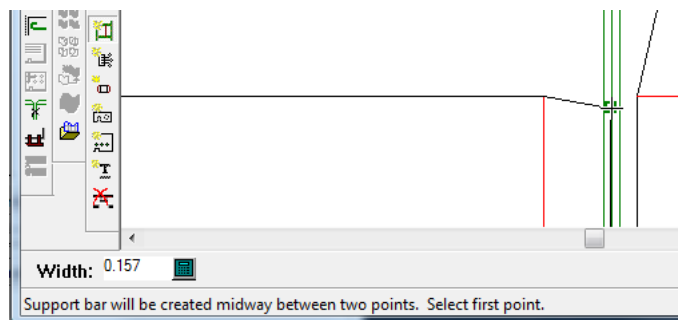 Width: 0.157
Support bar will be created midway between two points.  Select first point.